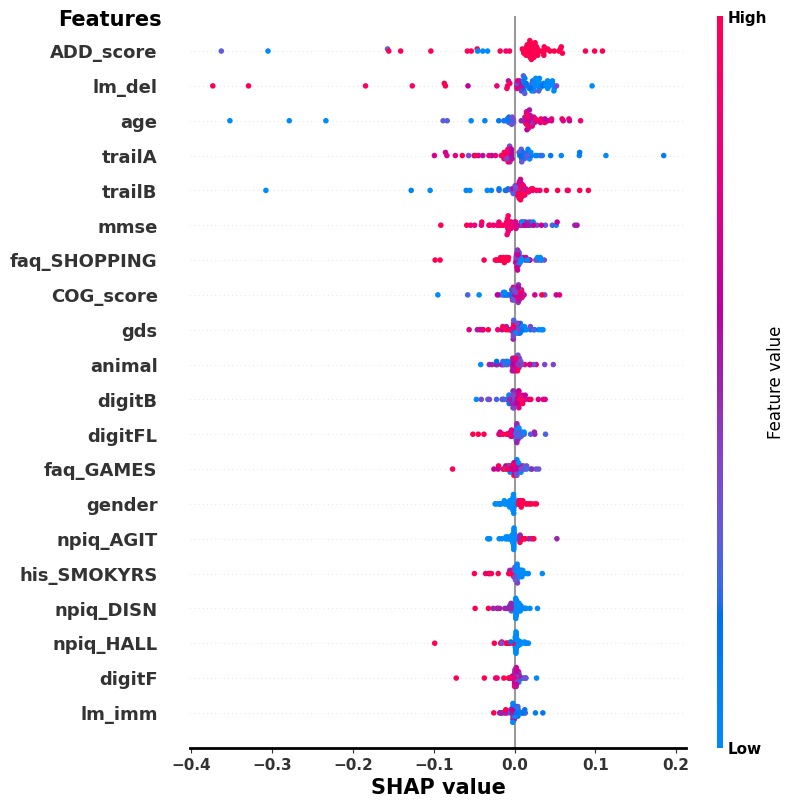 Features
High
ADD_score
lm_del
age
trailA
trailB
mmse
faq_SHOPPING
COG_score
gds
animal
digitB
digitFL
faq_GAMES
gender
npiq_AGIT
his_SMOKYRS
npiq_DISN
npiq_HALL
digitF
lm_imm
Feature value
Low
−0.4 −0.3 −0.2 −0.1 0.0 0.1 0.2
SHAP value